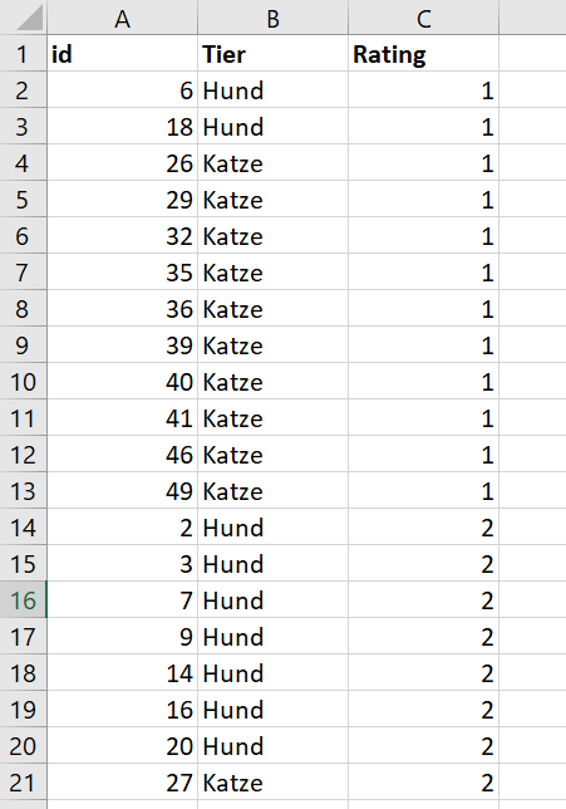 A B C
1 id Tier Rating
2 6 Hund 1
3 18 Hund 1
4 26 Katze 1
5 29 Katze 1
6 32 Katze 1
7 35 Katze 1
8 36 Katze 1
9 39 Katze 1
10 40 Katze 1
11 41 Katze 1
12 46 Katze 1
13 49 Katze 1
14 2 Hund 2
15 3 Hund 2
16 7 Hund 2
17 9 Hund 2
18 14 Hund 2
19 16 Hund 2
20 20 Hund 2
21 27 Katze 2